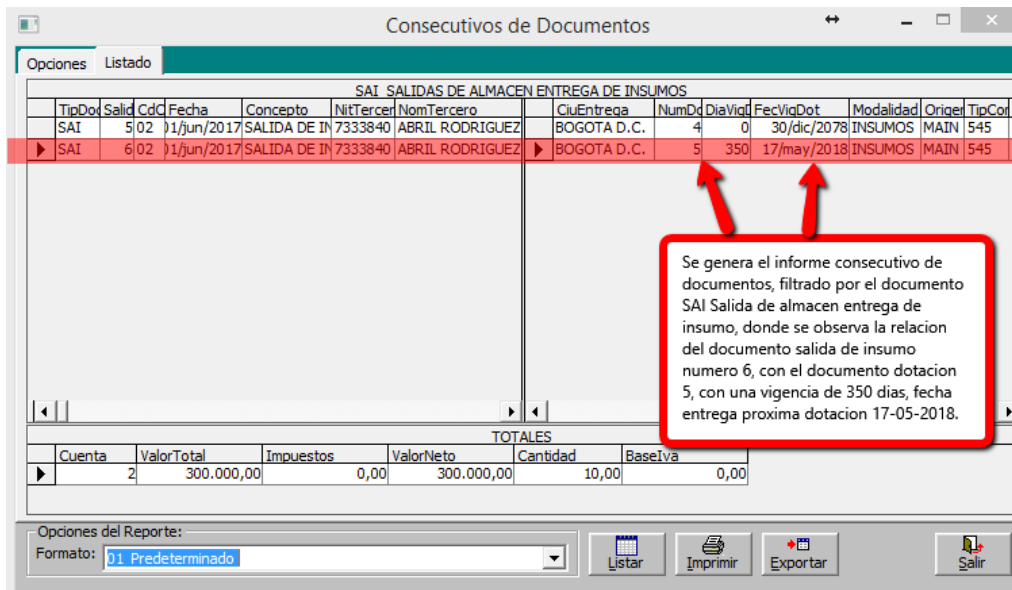 Consecutivos de Documentos
Opciones Listado
SAI SALIDAS DE ALMACEN ENTREGA DE INSUMOS
TipDoc Salid CdC Fecha Concepto NitTercer NomTercero CiuEntrega NumDo DiaVigD FecVigDot Modalidad Origen TipCon
SAI 5 02 01/jun/2017 SALIDA DE IN 7333840 ABRIL RODRIGUEZ BOGOTA D.C. 4 0 30/dic/2078 INSUMOS MAIN 545
SAI 6 02 01/jun/2017 SALIDA DE IN 7333840 ABRIL RODRIGUEZ BOGOTA D.C. 5 350 17/may/2018 INSUMOS MAIN 545
Se genera el informe consecutivo de
documentos, filtrado por el documento
SAI Salida de almacen entrega de
insumo, donde se observa la relacion
del documento salida de insumo
numero 6, con el documento dotacion
5, con una vigencia de 350 dias, fecha
entrega proxima dotacion 17-05-2018.
TOTALES
Cuenta ValorTotal Impuestos ValorNeto Cantidad BaseIva
2 300.000,00 0,00 300.000,00 10,00 0,00
Opciones del Reporte:
Formato: 01 Predeterminado
Listar Imprimir Exportar Salir